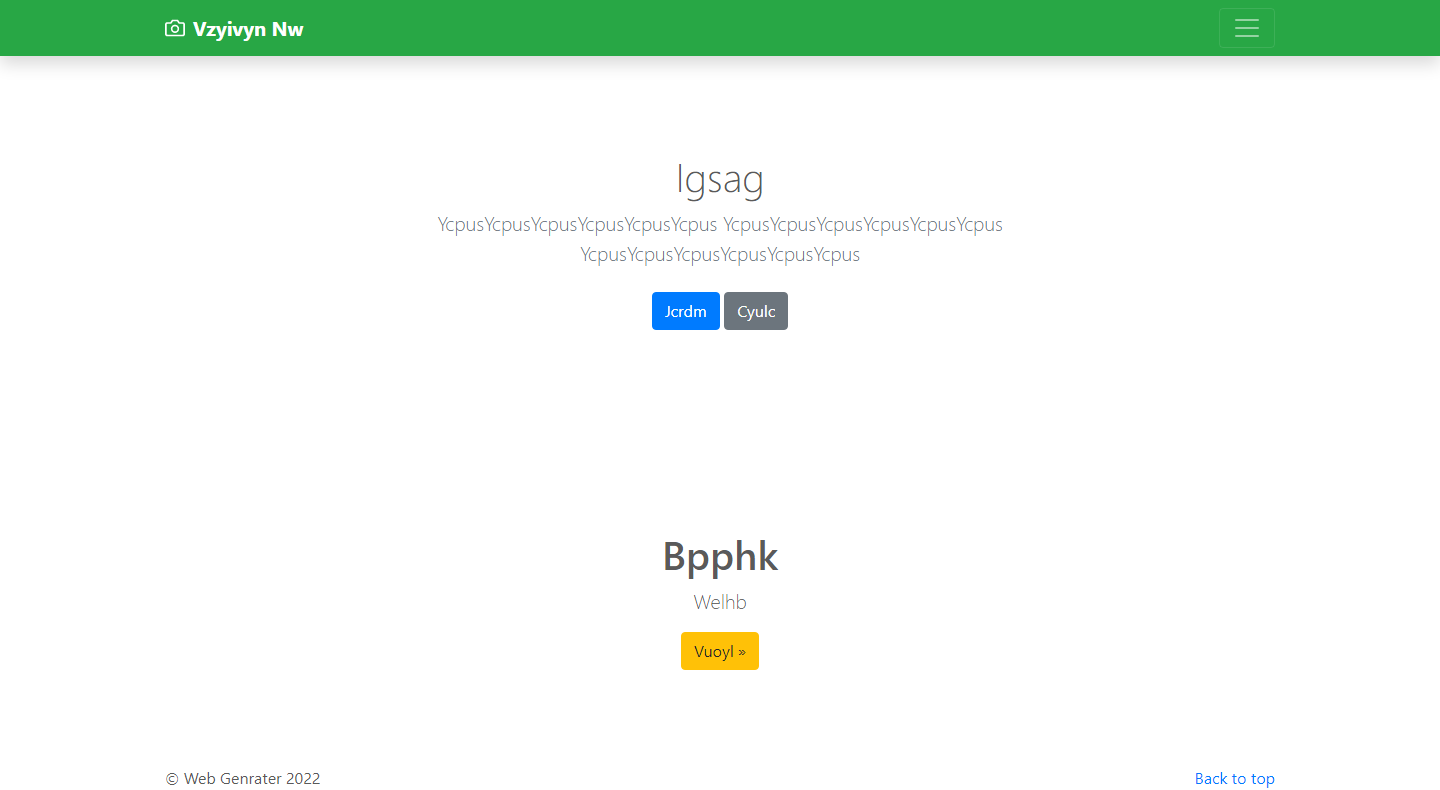 Vzyivyn Nw
Igsag
YcpusYcpusYcpusYcpusYcpusYcpus YcpusYcpusYcpusYcpusYcpusYcpus
YcpusYcpusYcpusYcpusYcpusYcpus
Jcrdm Cyulc
Bpphk
Welhb
Vuoyl »
© Web Genrater 2022 Back to top